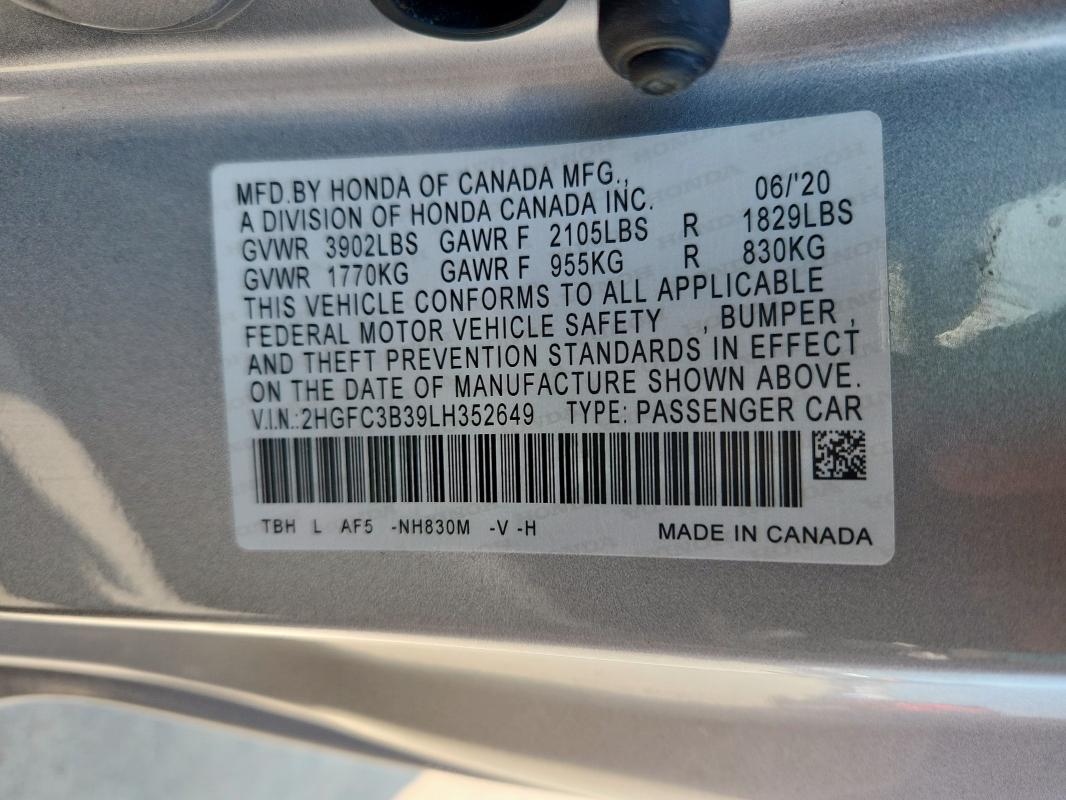 MFD.BY HONDA OF CANADA MFG., 06/'20
A DIVISION OF HONDA CANADA INC.
GVWR 3902LBS GAWR F 2105LBS R 1829LBS
GVWR 1770KG GAWR F 955KG R 830KG
THIS VEHICLE CONFORMS TO ALL APPLICABLE
FEDERAL MOTOR VEHICLE SAFETY , BUMPER ,
AND THEFT PREVENTION STANDARDS IN EFFECT
ON THE DATE OF MANUFACTURE SHOWN ABOVE.
V.I.N.:2HGFC3B39LH352649 TYPE: PASSENGER CAR
TBH L AF5 -NH830M -V -H MADE IN CANADA